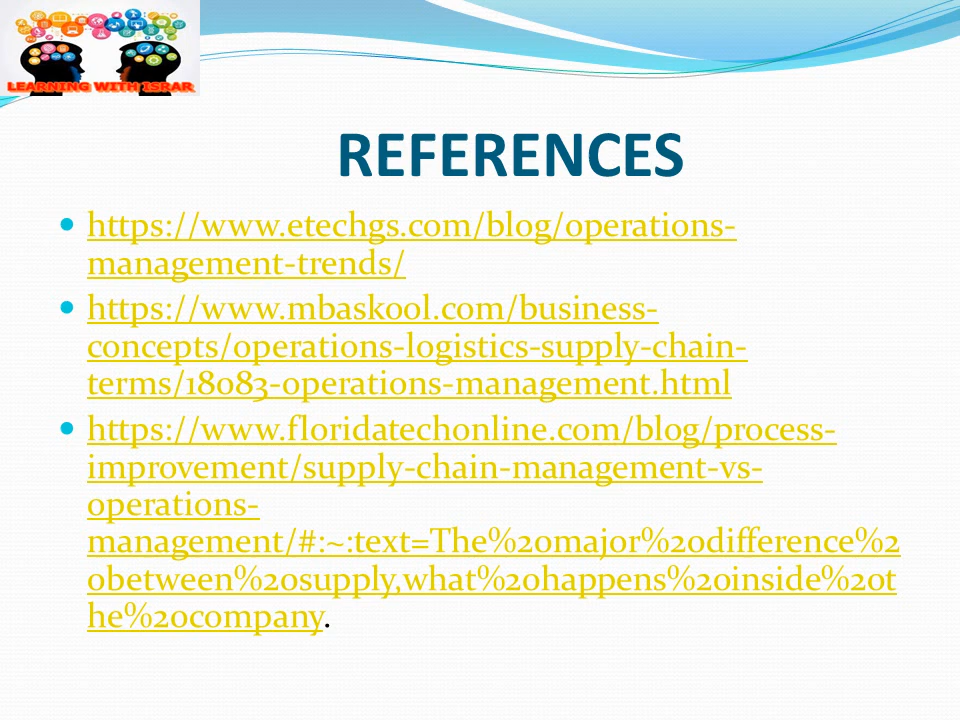 LEARNING WITH ISRAR
REFERENCES
https://www.etechgs.com/blog/operations-
management-trends/
https://www.mbaskool.com/business-
concepts/operations-logistics-supply-chain-
terms/18083-operations-management.html
https://www.floridatechonline.com/blog/process-
improvement/supply-chain-management-vs-
operations-
management/#:~:text=The%20major%20difference%2
0between%20supply,what%20happens%20inside%20t
he%20company.